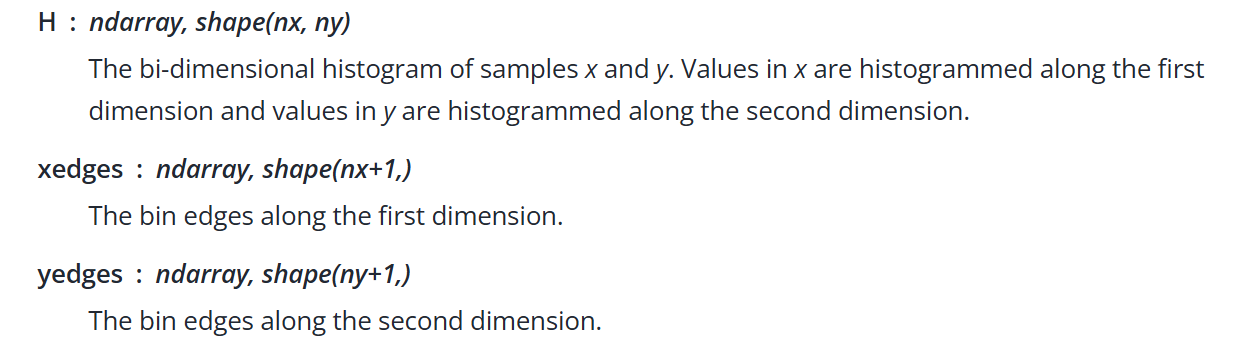 H : ndarray, shape(nx, ny)
The bi-dimensional histogram of samples x and y. Values in x are histogrammed along the first
dimension and values in y are histogrammed along the second dimension.
xedges : ndarray, shape(nx+1,)
The bin edges along the first dimension.
yedges : ndarray, shape(ny+1,)
The bin edges along the second dimension.